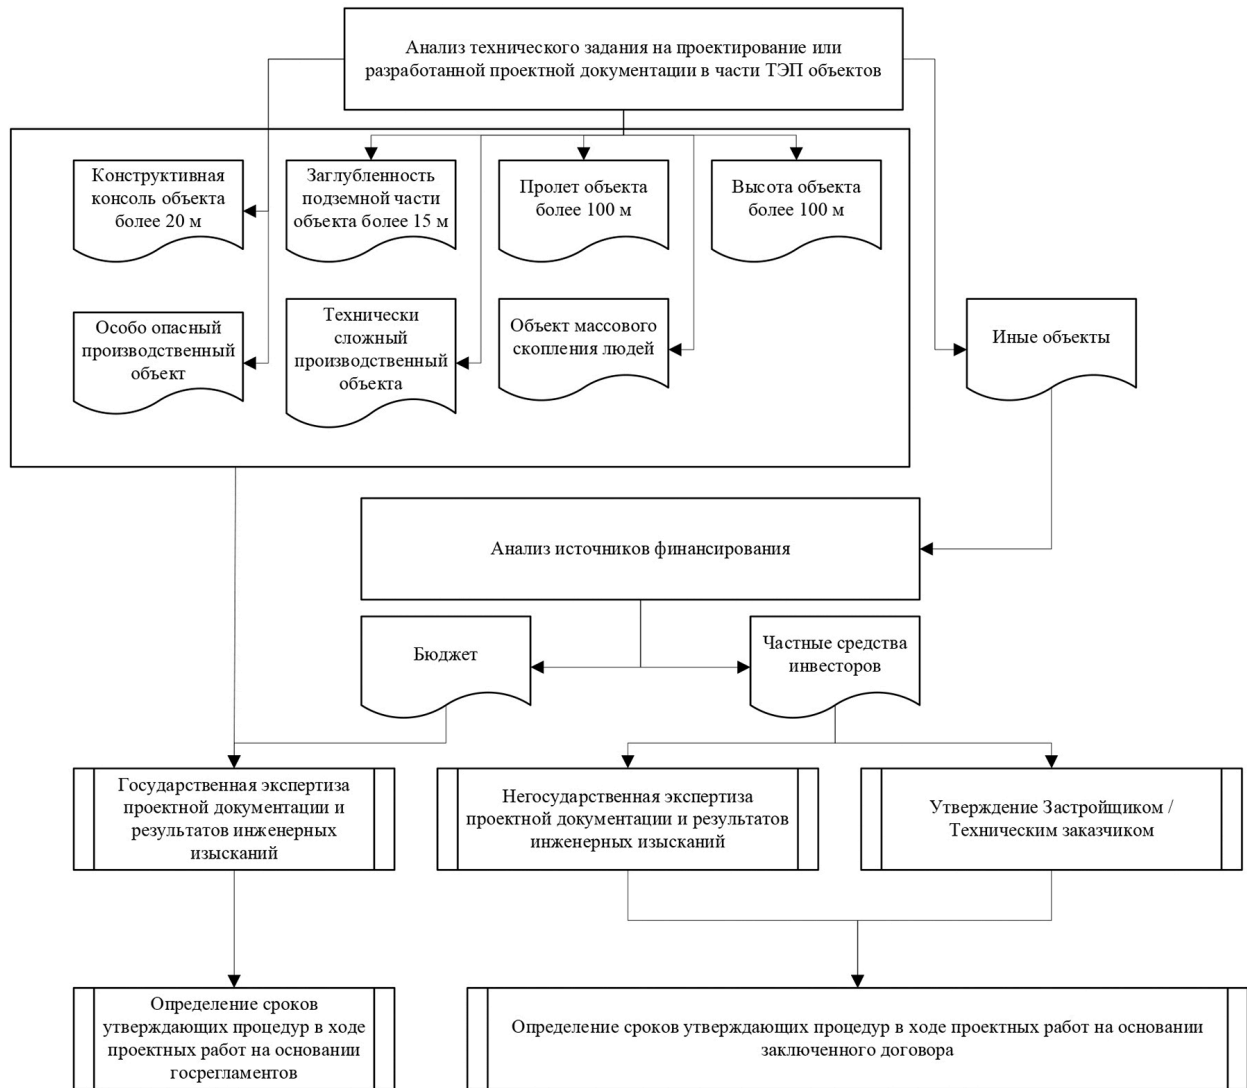 Анализ технического задания на проектирование или
разработанной проектной документации в части ТЭП объектов
Конструктивная
консоль объекта
более 20 м
Заглубленность
подземной части
объекта более 15 м
Пролет объекта
более 100 м
Высота объекта
более 100 м
Особо опасный
производственный
объект
Технически
сложный
производственный
объекта
Объект массового
скопления людей
Иные объекты
Анализ источников финансирования
Бюджет
Частные средства
инвесторов
Государственная экспертиза
проектной документации и
результатов инженерных
изысканий
Негосударственная экспертиза
проектной документации и результатов
инженерных изысканий
Утверждение Застройщиком /
Техническим заказчиком
Определение сроков
утверждающих процедур в ходе
проектных работ на основании
госрегламентов
Определение сроков утверждающих процедур в ходе проектных работ на основании
заключенного договора